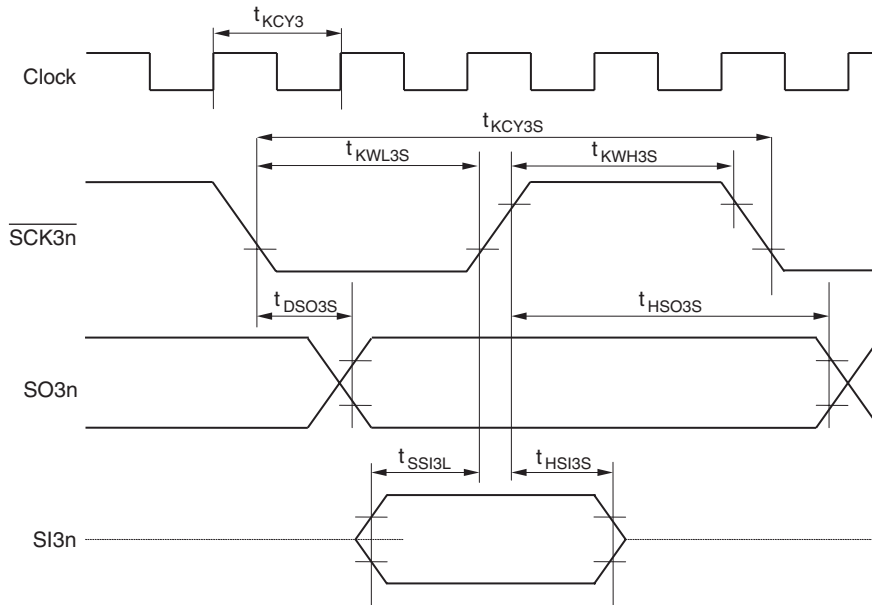 tKCY3
Clock
tKCY3S
tKWL3S
tKWH3S
SCK3n
tDSO3S
tHSO3S
SO3n
tSSI3L
tHSI3S
SI3n